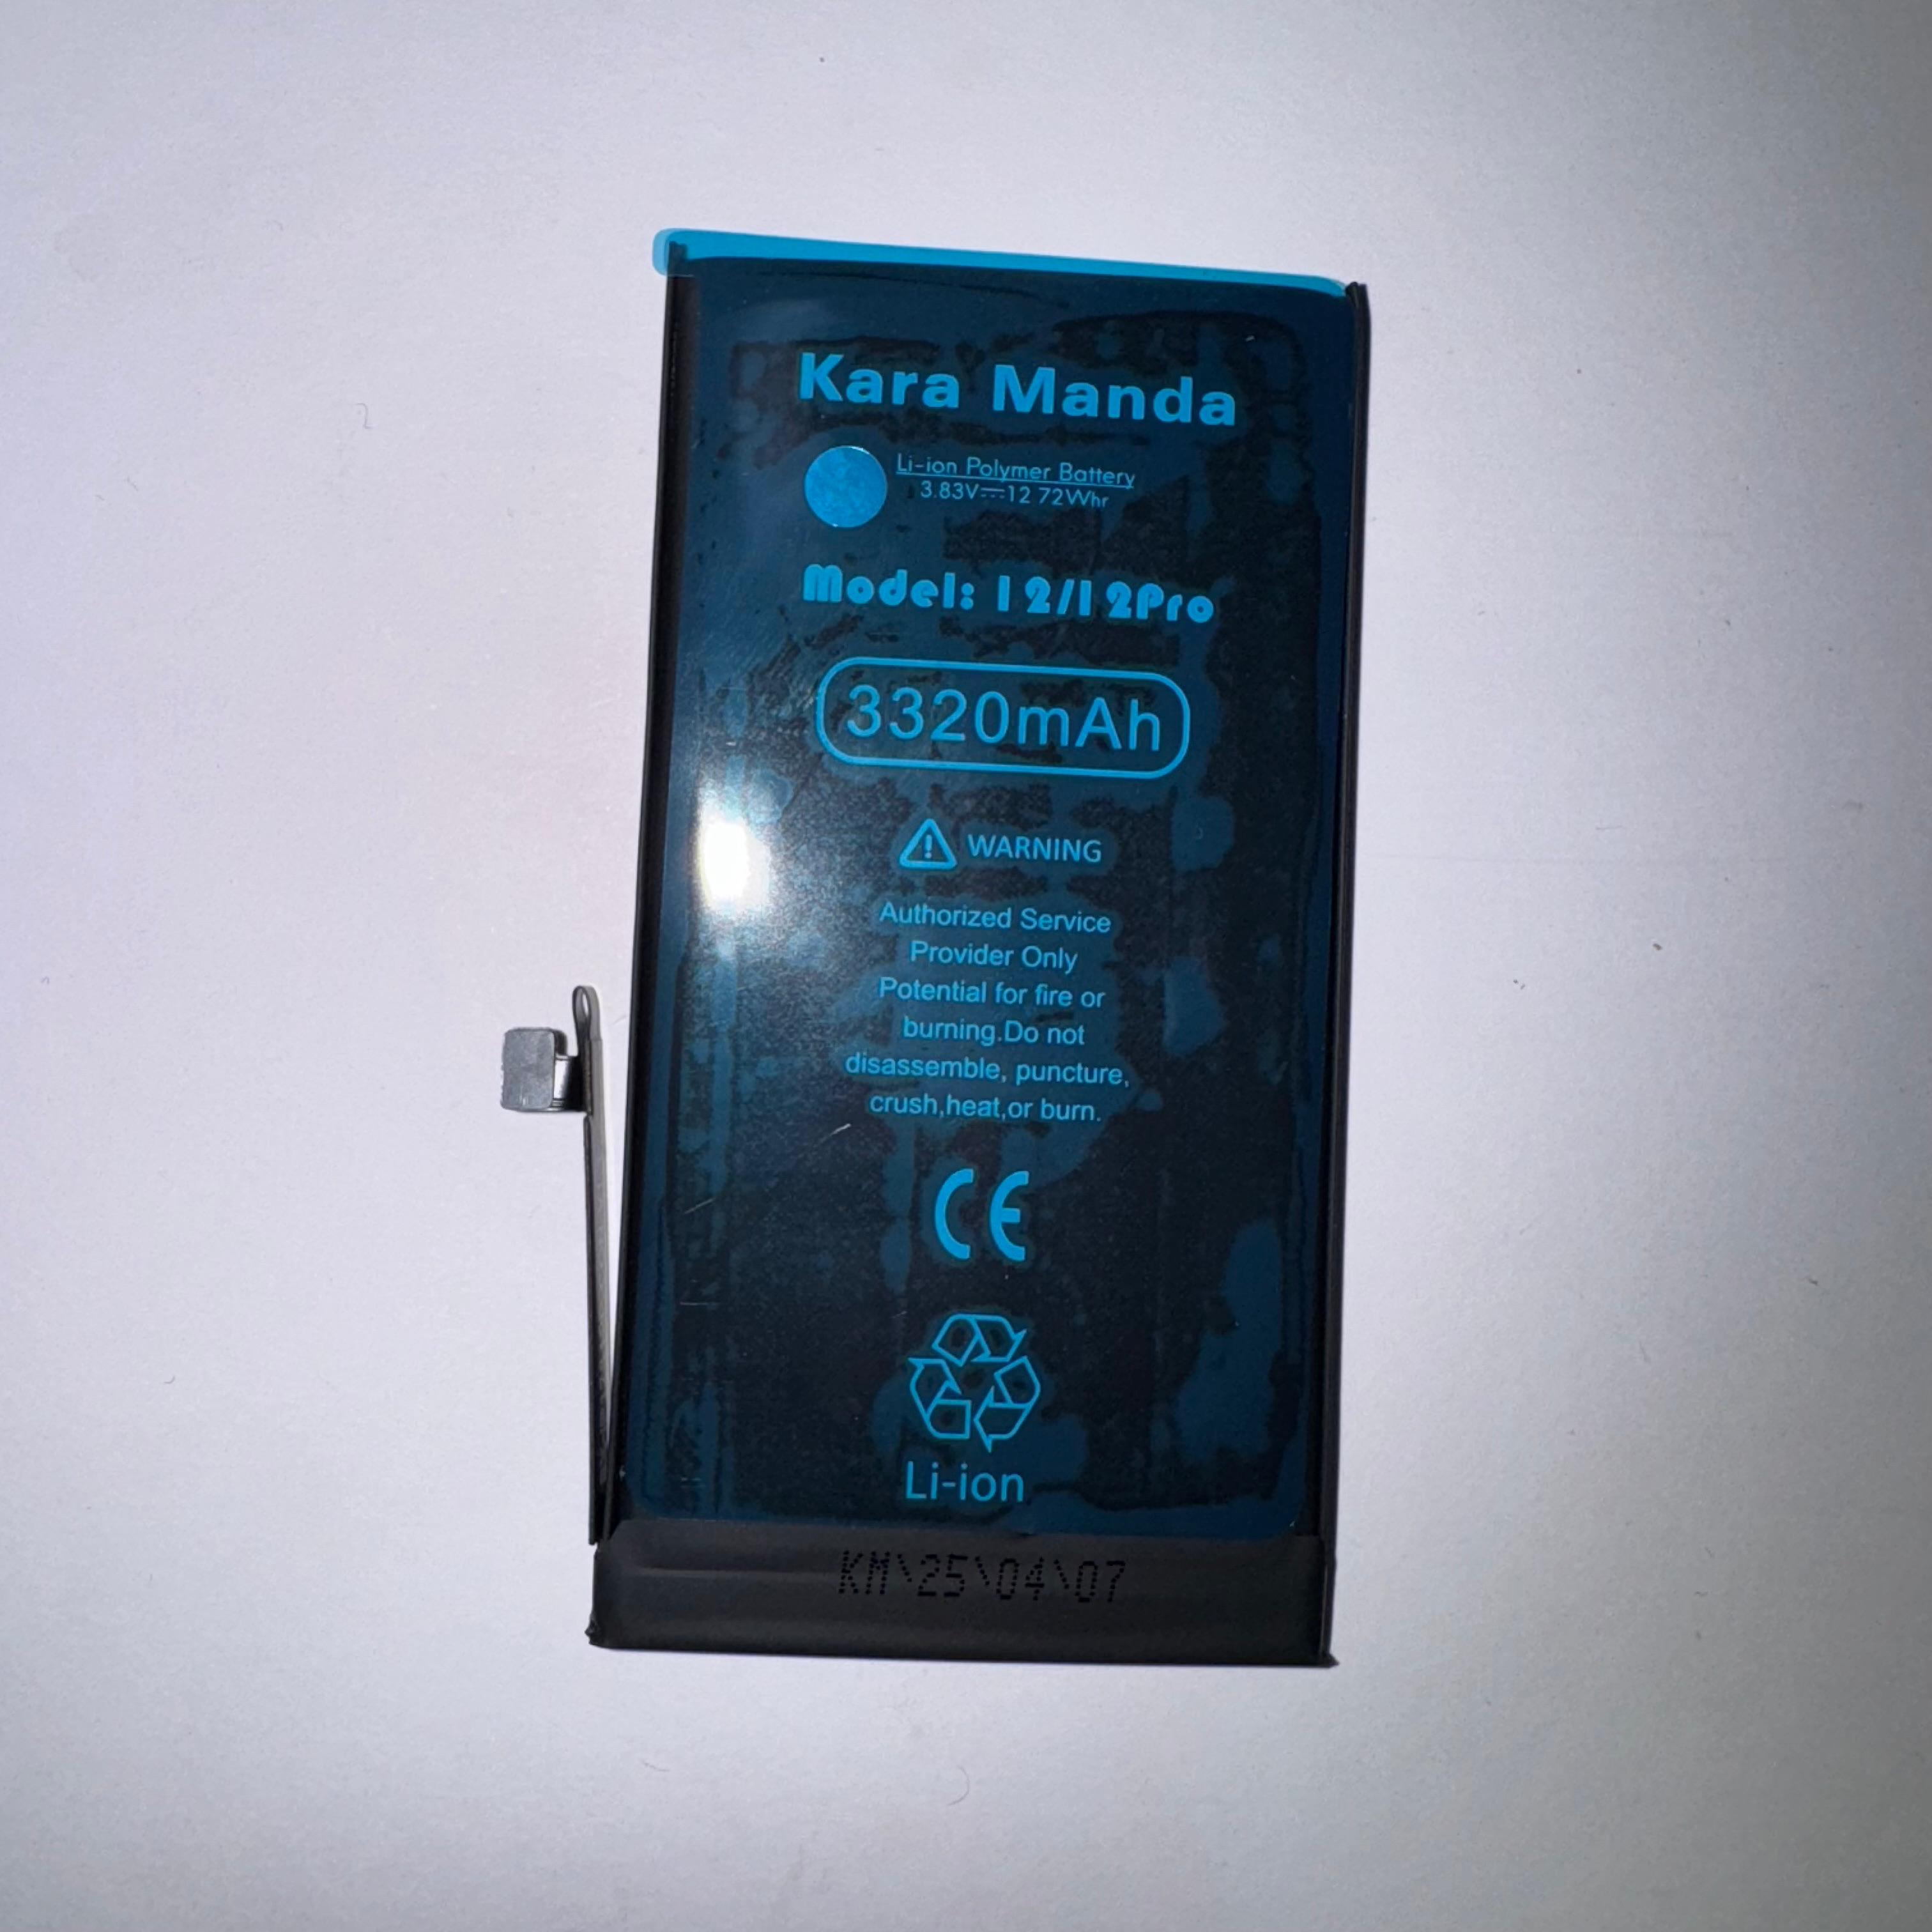 Kara Manda
Li-ion Polymer Battery
3.83V⎓12.72Whr
Model: 12/12Pro
3320mAh
WARNING
Authorized Service
Provider Only
Potential for fire or
burning.Do not
disassemble, puncture,
crush,heat,or burn.
CE
Li-ion
KM\25\04\07